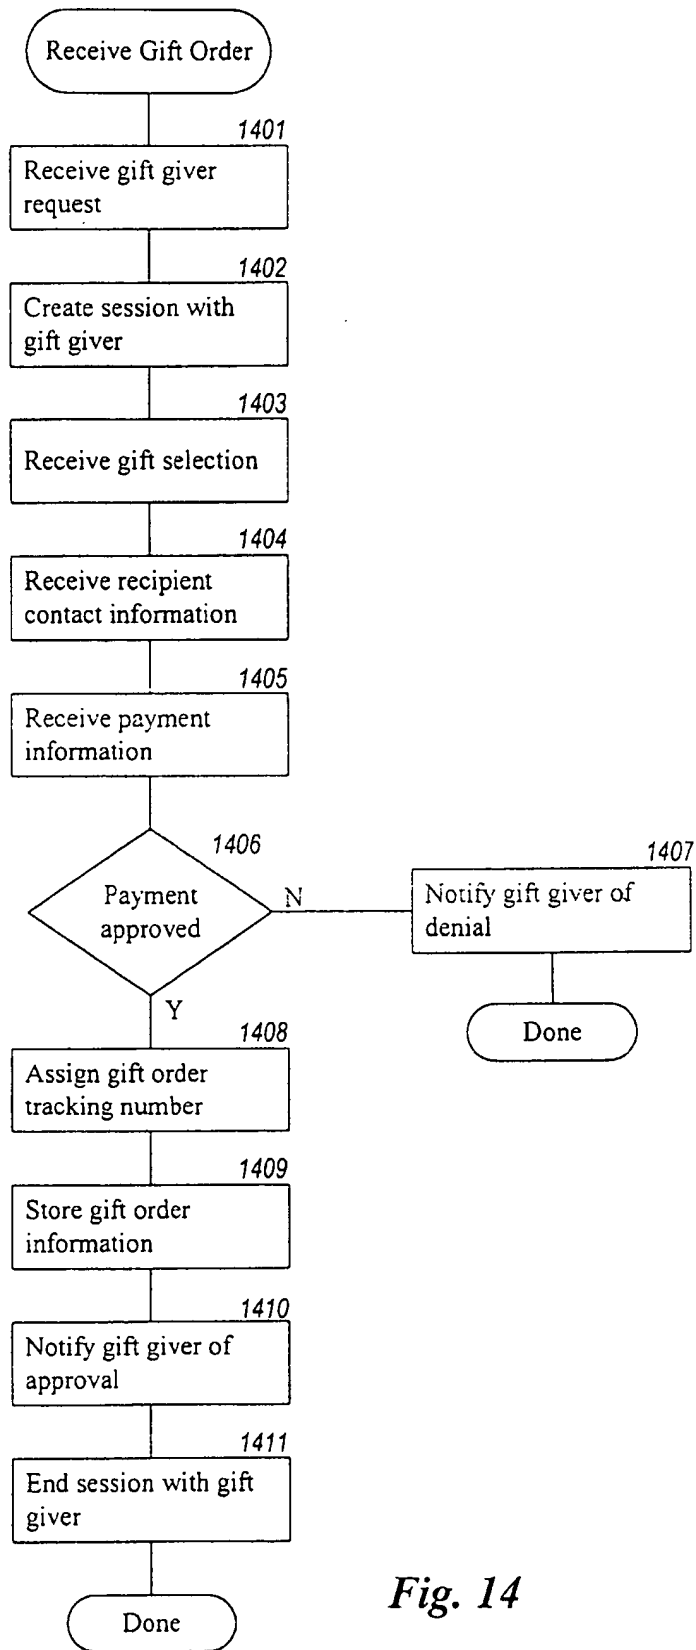 Receive Gift Order
1401
Receive gift giver
request
1402
Create session with
gift giver
1403
Receive gift selection
1404
Receive recipient
contact information
1405
Receive payment
information
1406
Payment
approved
N
1407
Notify gift giver of
denial
Done
Y
1408
Assign gift order
tracking number
1409
Store gift order
information
1410
Notify gift giver of
approval
1411
End session with gift
giver
Done
Fig. 14